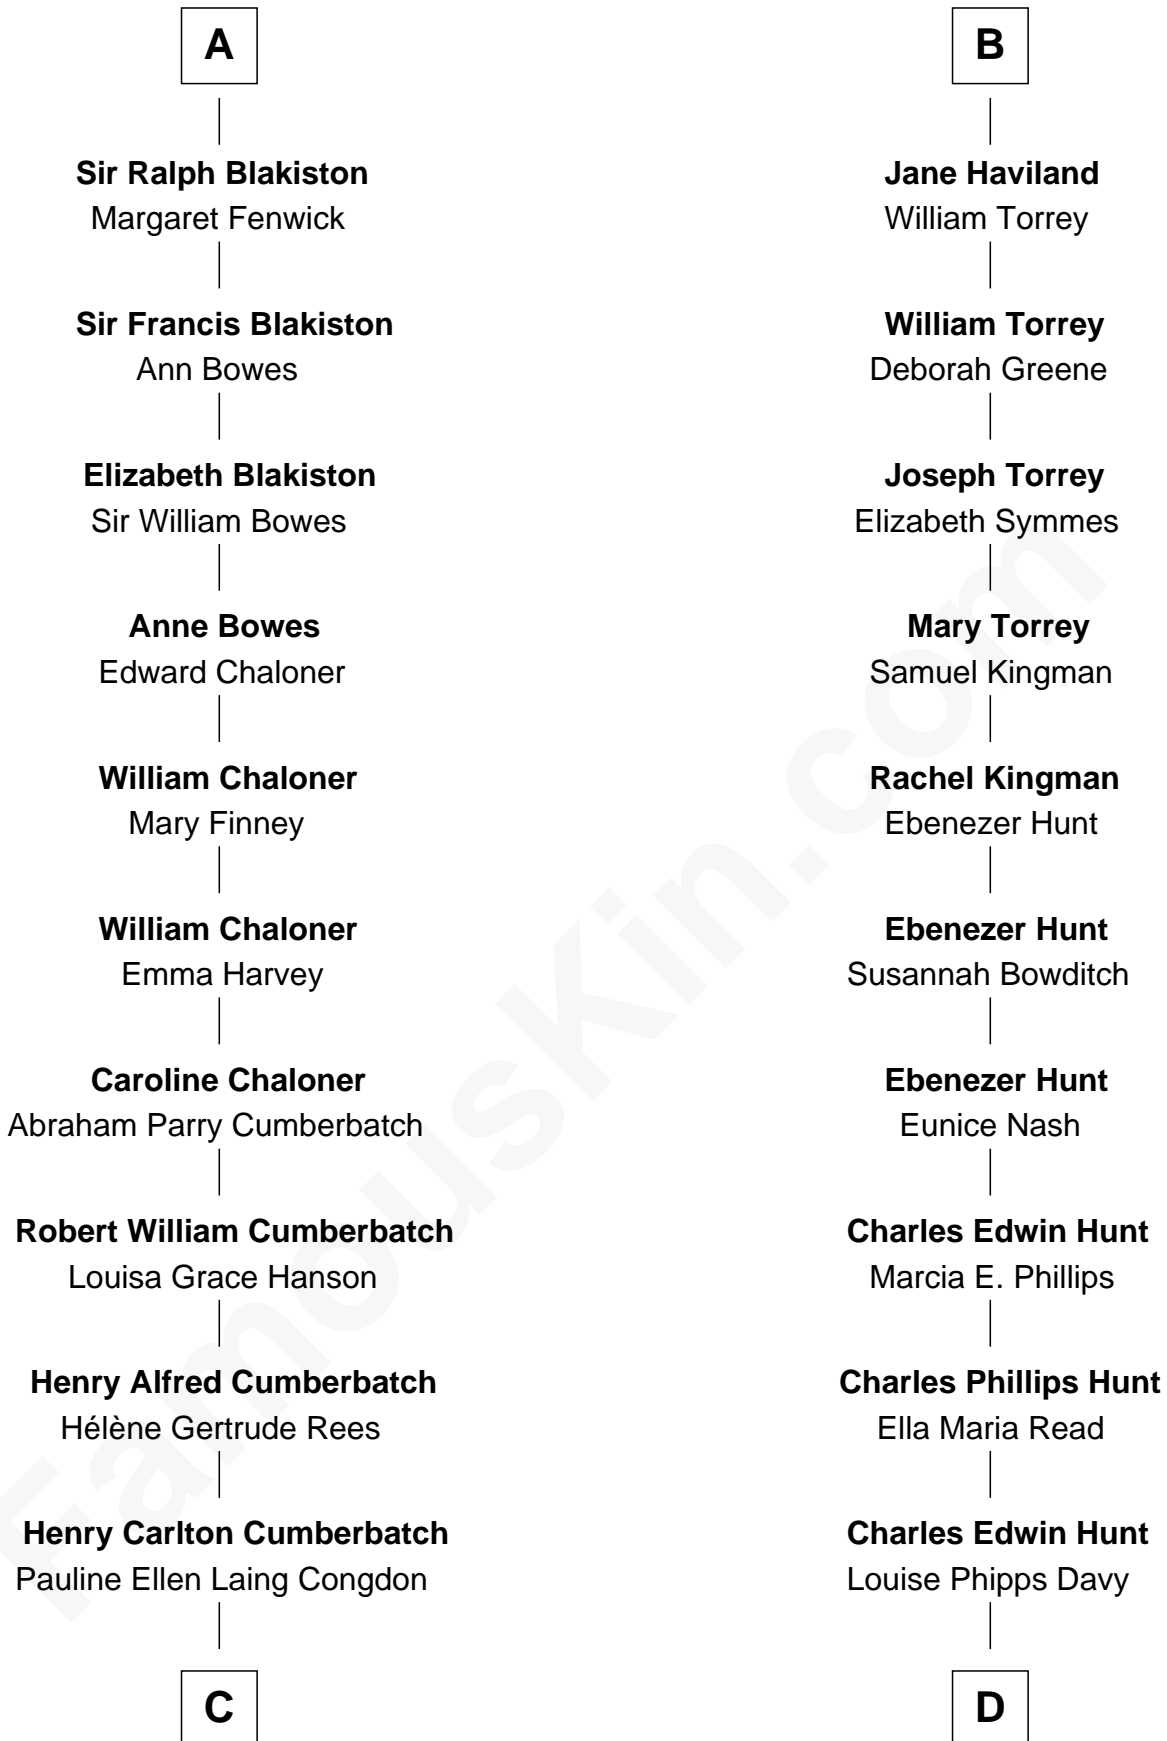 A
Sir Ralph Blakiston
Margaret Fenwick
Sir Francis Blakiston
Ann Bowes
Elizabeth Blakiston
Sir William Bowes
Anne Bowes
Edward Chaloner
William Chaloner
Mary Finney
William Chaloner
Emma Harvey
Caroline Chaloner
Abraham Parry Cumberbatch
Robert William Cumberbatch
Louisa Grace Hanson
Henry Alfred Cumberbatch
Hélène Gertrude Rees
Henry Carlton Cumberbatch
Pauline Ellen Laing Congdon
C
B
Jane Haviland
William Torrey
William Torrey
Deborah Greene
Joseph Torrey
Elizabeth Symmes
Mary Torrey
Samuel Kingman
Rachel Kingman
Ebenezer Hunt
Ebenezer Hunt
Susannah Bowditch
Ebenezer Hunt
Eunice Nash
Charles Edwin Hunt
Marcia E. Phillips
Charles Phillips Hunt
Ella Maria Read
Charles Edwin Hunt
Louise Phipps Davy
D
FamousKin.com